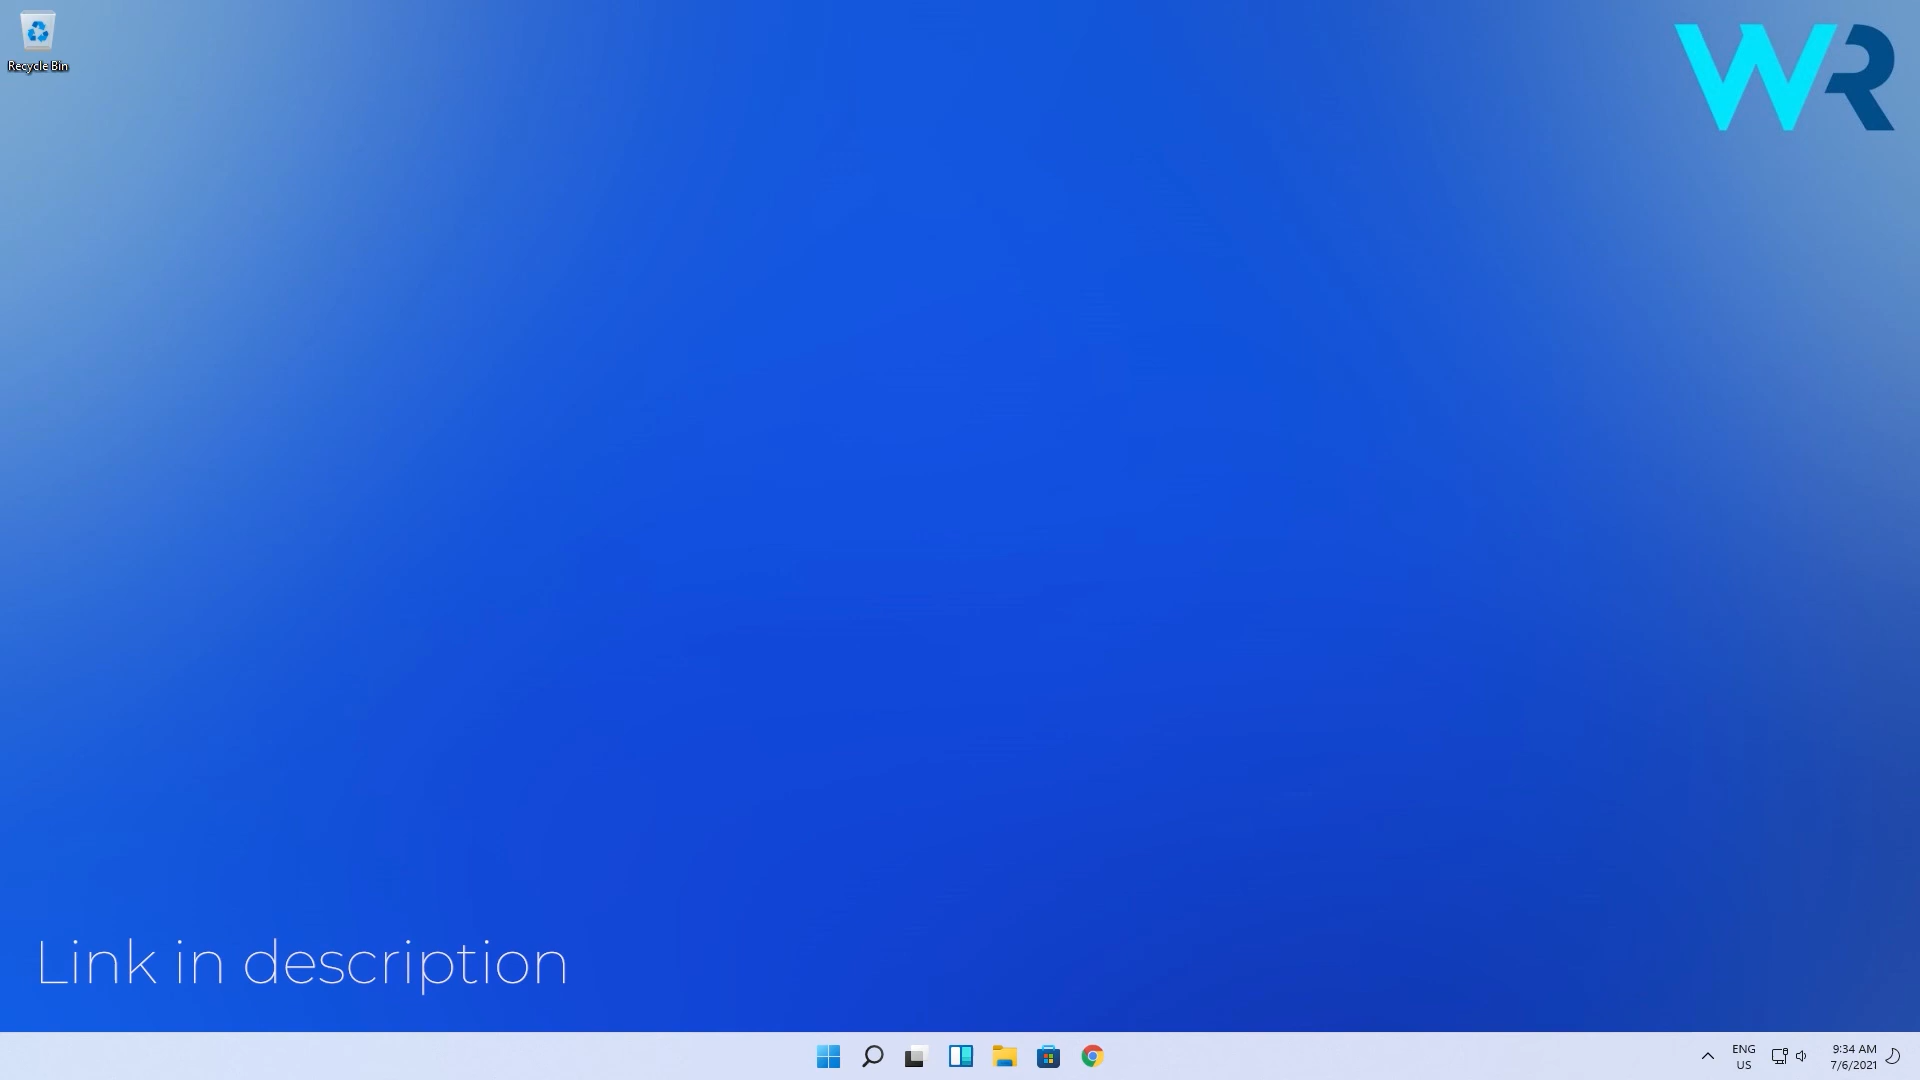 Recycle Bin
WR
Link in description
ENG
US
9:34 AM
7/6/2021